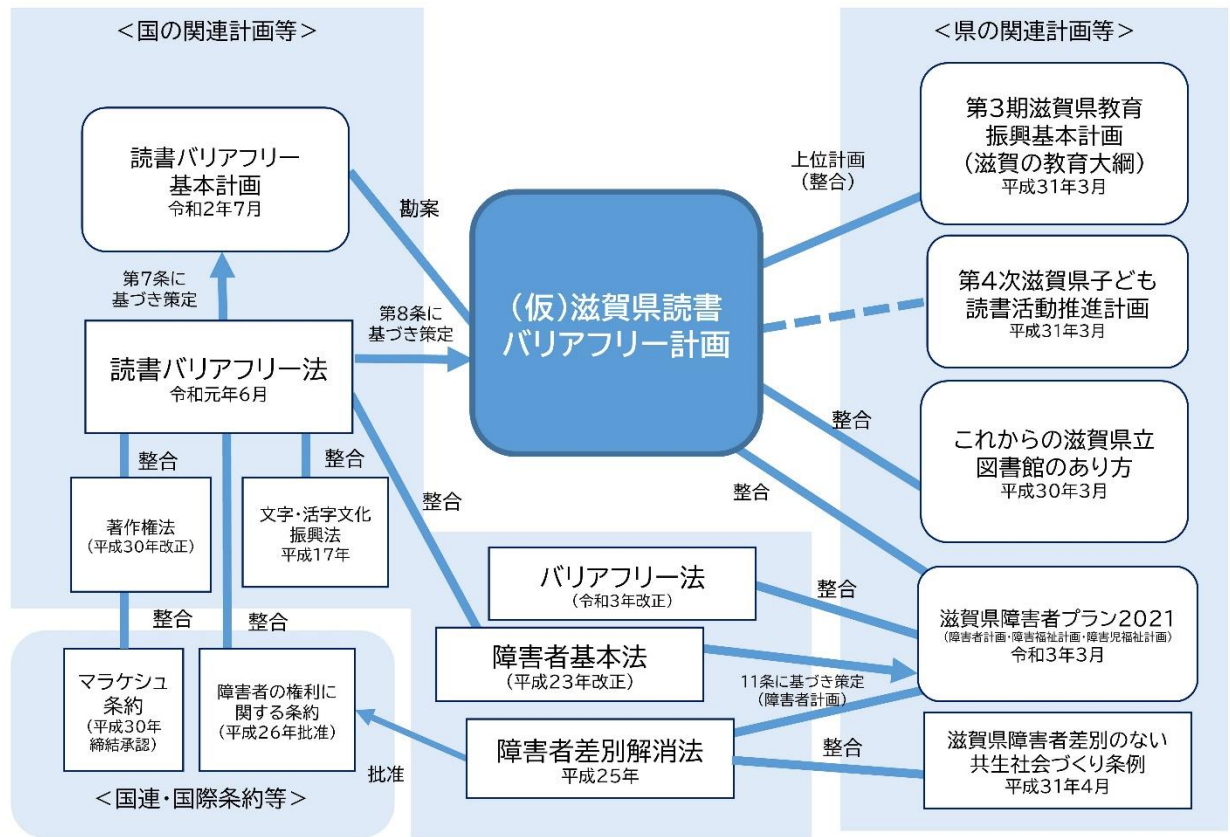 ＜国の関連計画等＞
読書バリアフリー
基本計画
令和2年7月
勘案
第7条に
基づき策定
第8条に
基づき策定
読書バリアフリー法
令和元年6月
整合
整合
整合
著作権法
（平成30年改正）
文字・活字文化
振興法
平成17年
整合
整合
マラケシュ
条約
（平成30年
締結承認）
障害者の権利に
関する条約
（平成26年批准）
批准
＜国連・国際条約等＞
（仮）滋賀県読書
バリアフリー計画
バリアフリー法
（令和3年改正）
障害者基本法
（平成23年改正）
障害者差別解消法
平成25年
上位計画
（整合）
整合
整合
整合
11条に基づき策定
（障害者計画）
整合
＜県の関連計画等＞
第3期滋賀県教育
振興基本計画
（滋賀の教育大綱）
平成31年3月
第4次滋賀県子ども
読書活動推進計画
平成31年3月
これからの滋賀県立
図書館のあり方
平成30年3月
滋賀県障害者プラン2021
（障害者計画・障害福祉計画・障害児福祉計画）
令和3年3月
滋賀県障害者差別のない
共生社会づくり条例
平成31年4月